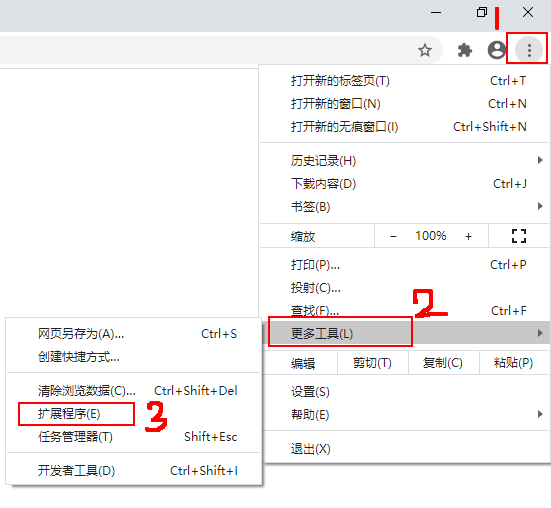 1
打开新的标签页(T) Ctrl+T
打开新的窗口(N) Ctrl+N
打开新的无痕窗口(I) Ctrl+Shift+N
历史记录(H)
下载内容(D) Ctrl+J
书签(B)
缩放 − 100% +
打印(P)... Ctrl+P
投射(C)...
查找(F)... Ctrl+F
2
更多工具(L)
编辑 剪切(T) 复制(C) 粘贴(P)
设置(S)
帮助(E)
退出(X)
网页另存为(A)... Ctrl+S
创建快捷方式...
清除浏览数据(C)... Ctrl+Shift+Del
扩展程序(E) 3
任务管理器(T) Shift+Esc
开发者工具(D) Ctrl+Shift+I